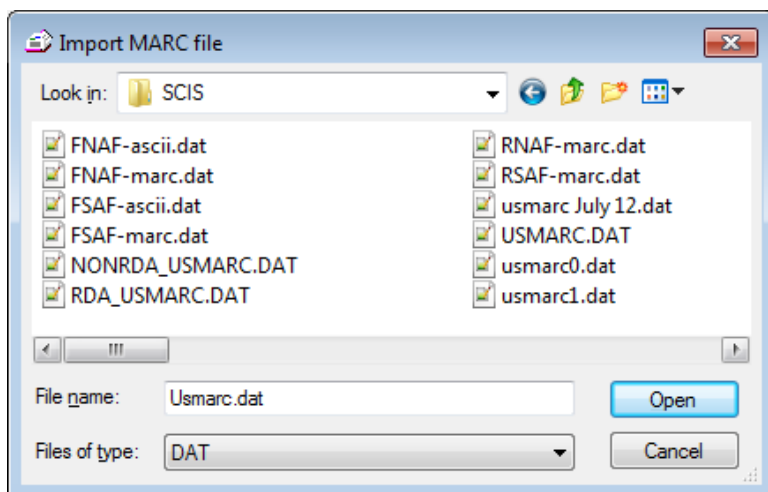 Import MARC file
Look in: SCIS
FNAF-ascii.dat
FNAF-marc.dat
FSAF-ascii.dat
FSAF-marc.dat
NONRDA_USMARC.DAT
RDA_USMARC.DAT
RNAF-marc.dat
RSAF-marc.dat
usmarc July 12.dat
USMARC.DAT
usmarc0.dat
usmarc1.dat
File name: Usmarc.dat Open
Files of type: DAT Cancel